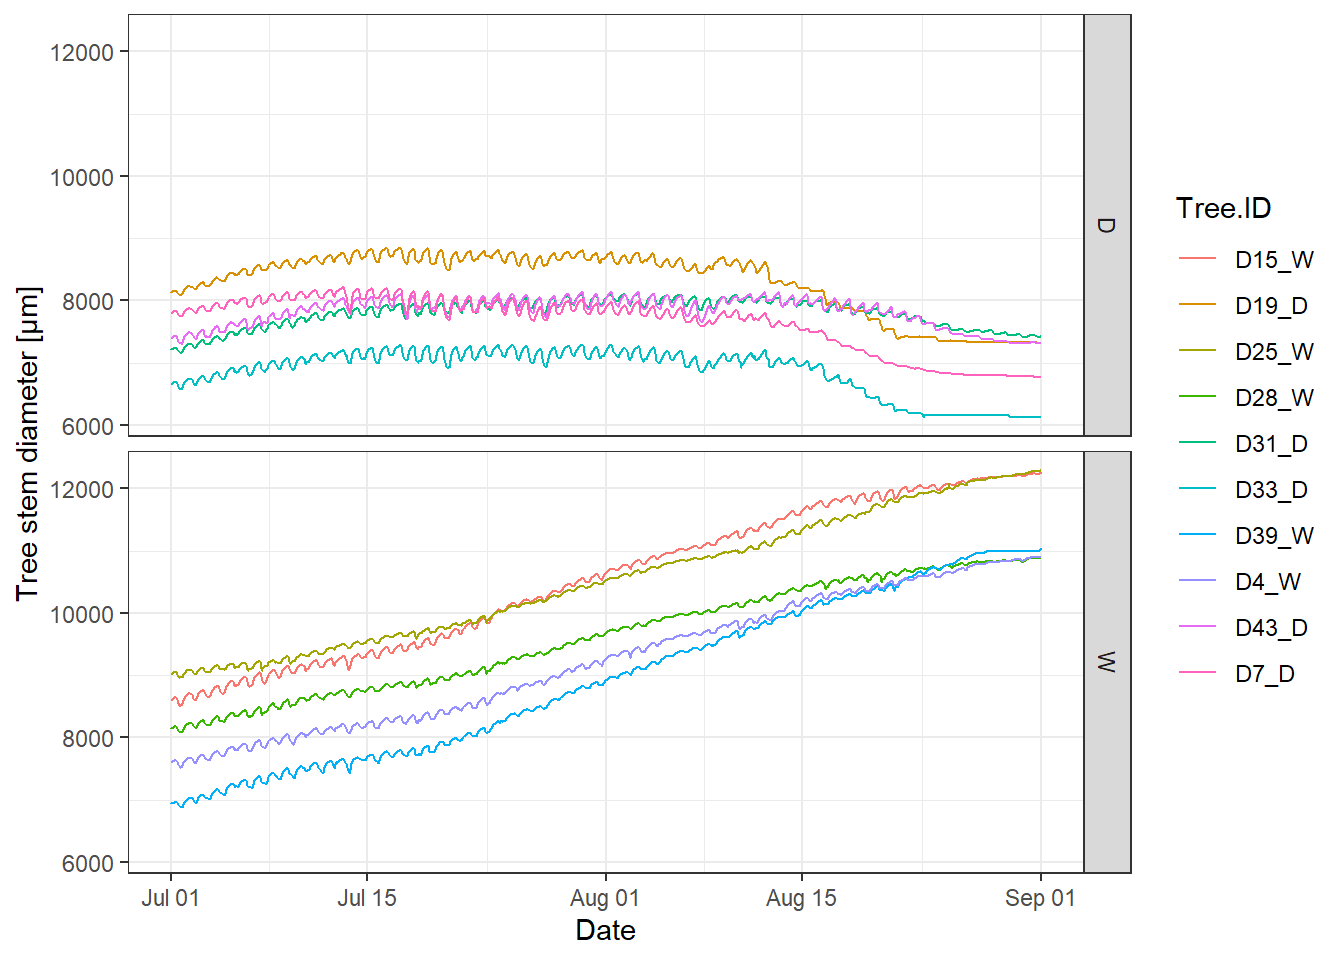 12000
10000
8000
6000
D
12000
10000
8000
6000
W
Tree stem diameter [µm]
Jul 01
Jul 15
Aug 01
Aug 15
Sep 01
Date
Tree.ID
D15_W
D19_D
D25_W
D28_W
D31_D
D33_D
D39_W
D4_W
D43_D
D7_D